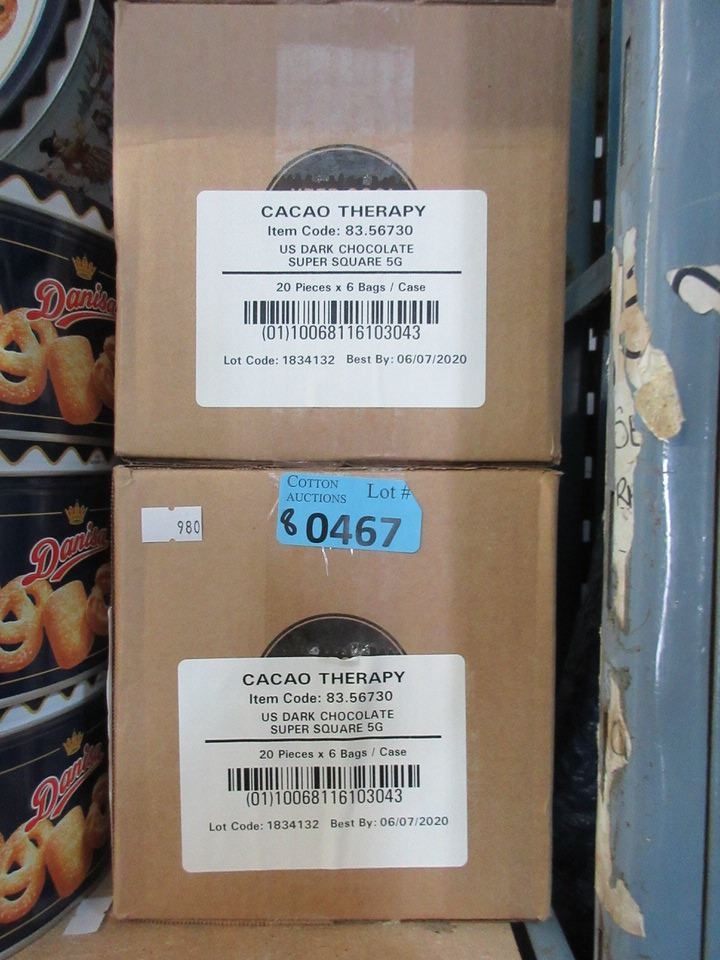 CACAO THERAPY
Item Code: 83.56730
US DARK CHOCOLATE
SUPER SQUARE 5G
20 Pieces x 6 Bags / Case
(01)10068116103043
Lot Code: 1834132 Best By: 06/07/2020
Danisa
COTTON
AUCTIONS
Lot #
8 0467
980
Danisa
CACAO THERAPY
Item Code: 83.56730
US DARK CHOCOLATE
SUPER SQUARE 5G
20 Pieces x 6 Bags / Case
(01)10068116103043
Lot Code: 1834132 Best By: 06/07/2020